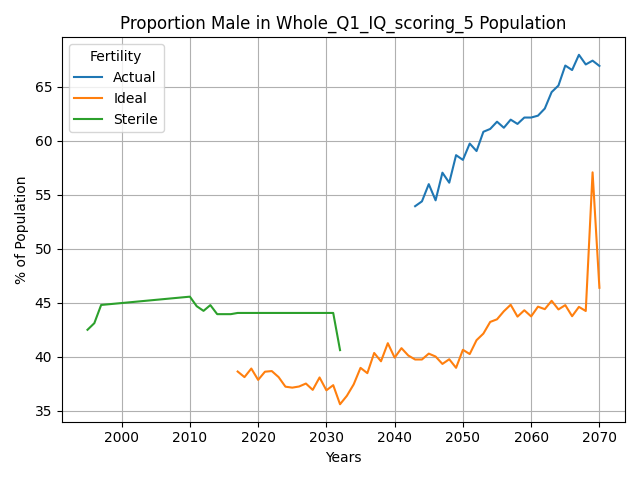 Proportion Male in Whole_Q1_IQ_scoring_5 Population
Fertility
Actual
Ideal
Sterile
% of Population
65
60
55
50
45
40
35
2000 2010 2020 2030 2040 2050 2060 2070
Years